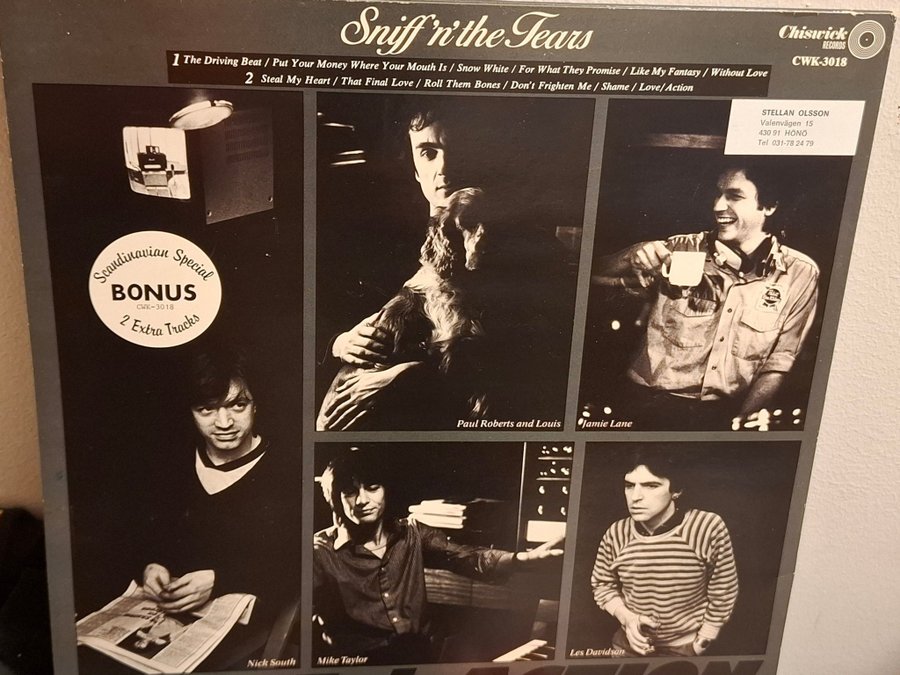 Sniff 'n' the Tears
Chiswick
RECORDS
CWK-3018
1 The Driving Beat / Put Your Money Where Your Mouth Is / Snow White / For What They Promise / Like My Fantasy / Without Love
2 Steal My Heart / That Final Love / Roll Them Bones / Don't Frighten Me / Shame / Love/Action
STELLAN OLSSON
Valenvägen 15
430 91 HÖNÖ
Tel 031-78 24 79
Scandinavian Special
BONUS
CWK-3018
2 Extra Tracks
Paul Roberts and Louis
Jamie Lane
Nick South
Mike Taylor
Les Davidson
ACTION